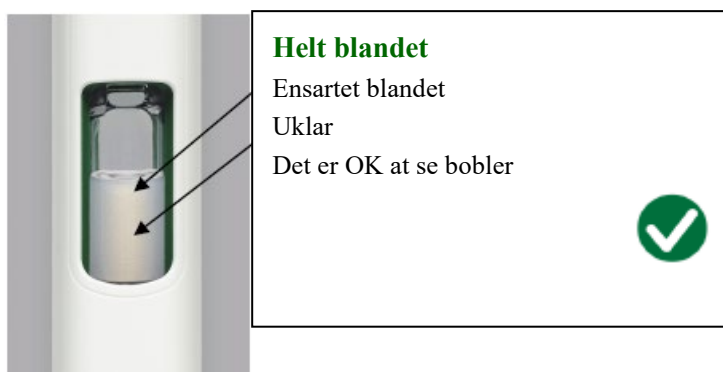 Helt blandet
Ensartet blandet
Uklar
Det er OK at se bobler